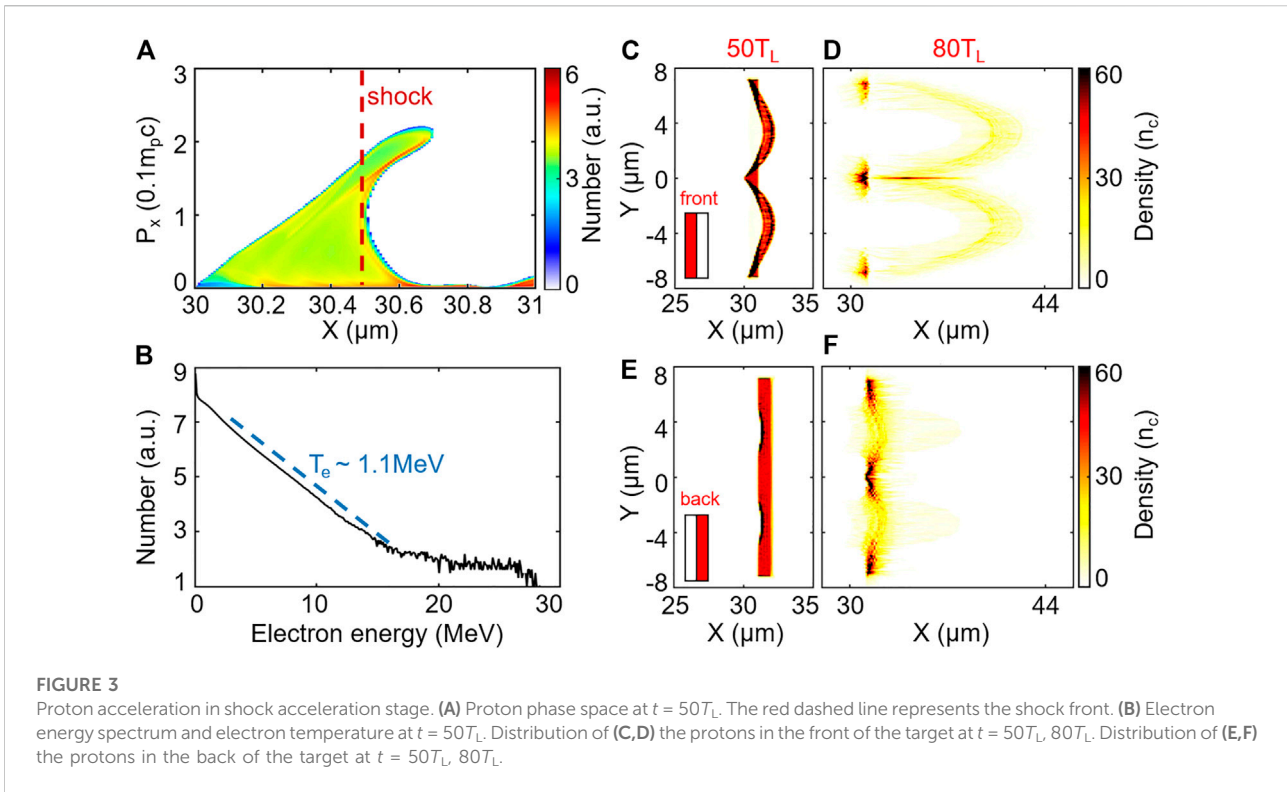 A
3
2
1
0
P_x (0.1m_pc)
shock
30 30.2 30.4 30.6 30.8 31
X (μm)
6
3
0
Number (a.u.)
B
9
7
5
3
1
Number (a.u.)
T_e ~ 1.1MeV
0 10 20 30
Electron energy (MeV)
C
50T_L
8
4
0
-4
-8
Y (μm)
front
25 30 35
X (μm)
D
80T_L
30 44
X (μm)
60
30
0
Density (n_c)
E
8
4
0
-4
-8
Y (μm)
back
25 30 35
X (μm)
F
30 44
X (μm)
60
30
0
Density (n_c)
FIGURE 3
Proton acceleration in shock acceleration stage. (A) Proton phase space at t = 50T_L. The red dashed line represents the shock front. (B) Electron
energy spectrum and electron temperature at t = 50T_L. Distribution of (C,D) the protons in the front of the target at t = 50T_L, 80T_L. Distribution of (E,F)
the protons in the back of the target at t = 50T_L, 80T_L.